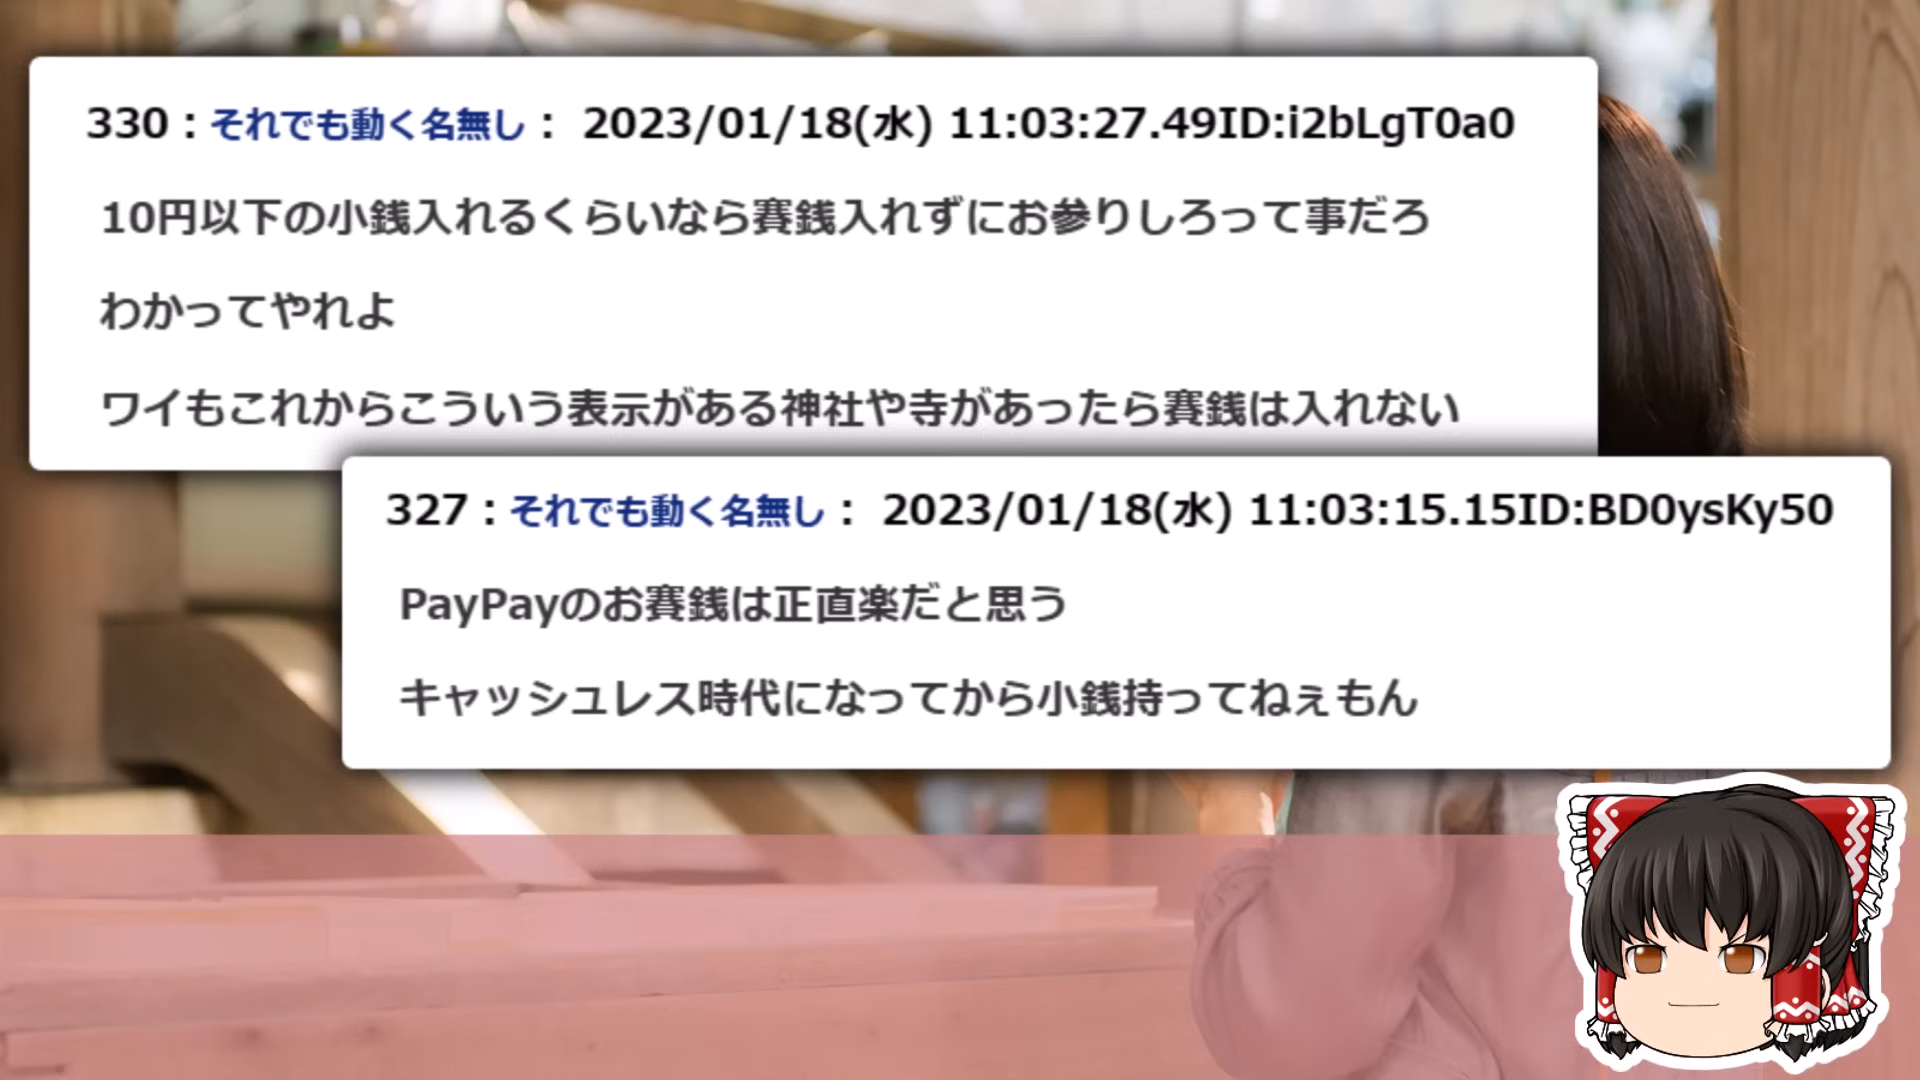 330：それでも動く名無し： 2023/01/18(水) 11:03:27.49ID:i2bLgT0a0
10円以下の小銭入れるくらいなら賽銭入れずにお参りしろって事だろ
わかってやれよ
ワイもこれからこういう表示がある神社や寺があったら賽銭は入れない
327：それでも動く名無し： 2023/01/18(水) 11:03:15.15ID:BD0ysKy50
PayPayのお賽銭は正直楽だと思う
キャッシュレス時代になってから小銭持ってねぇもん